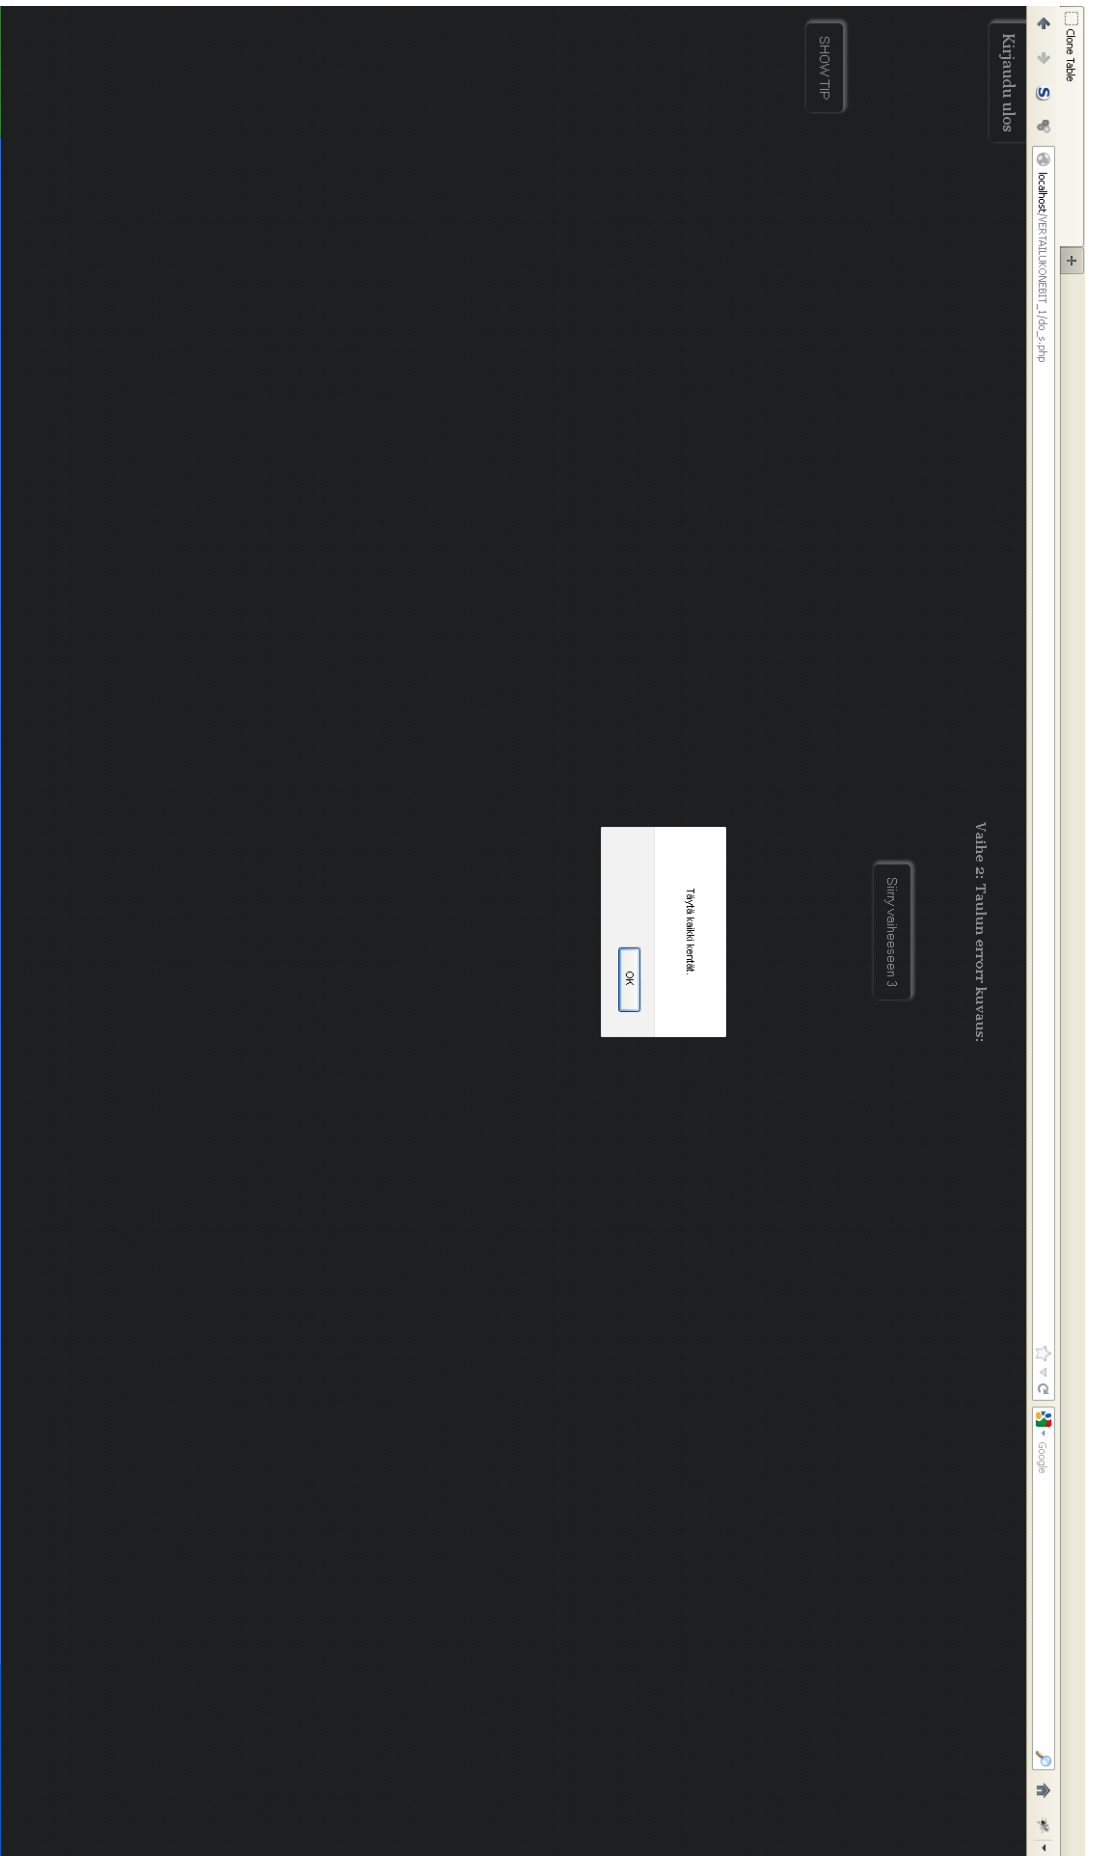 Clone Table
+
localhost/VERTAILUKONEBIT_1/do_s.php
Google
Kirjaudu ulos
Vaihe 2: Taulun errorr kuvaus:
Siirry vaiheeseen 3
SHOW TIP
Täytä kaikki kentät.
OK